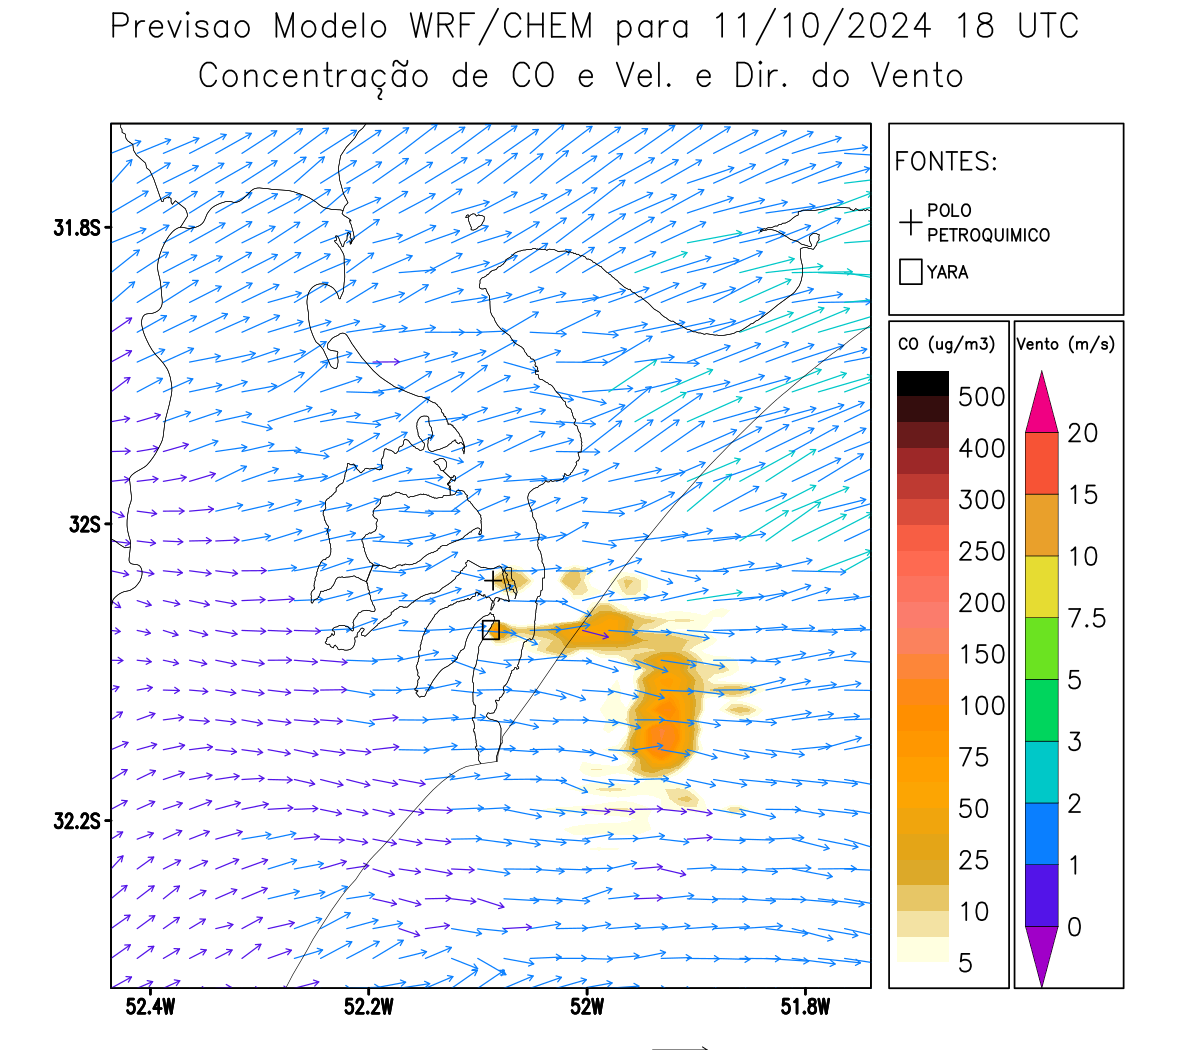 Previsao Modelo WRF/CHEM para 11/10/2024 18 UTC
Concentração de CO e Vel. e Dir. do Vento
FONTES:
POLO
PETROQUIMICO
YARA
31.8S
32S
32.2S
52.4W
52.2W
52W
51.8W
CO (ug/m3)
500
400
300
250
200
150
100
75
50
25
10
5
Vento (m/s)
20
15
10
7.5
5
3
2
1
0